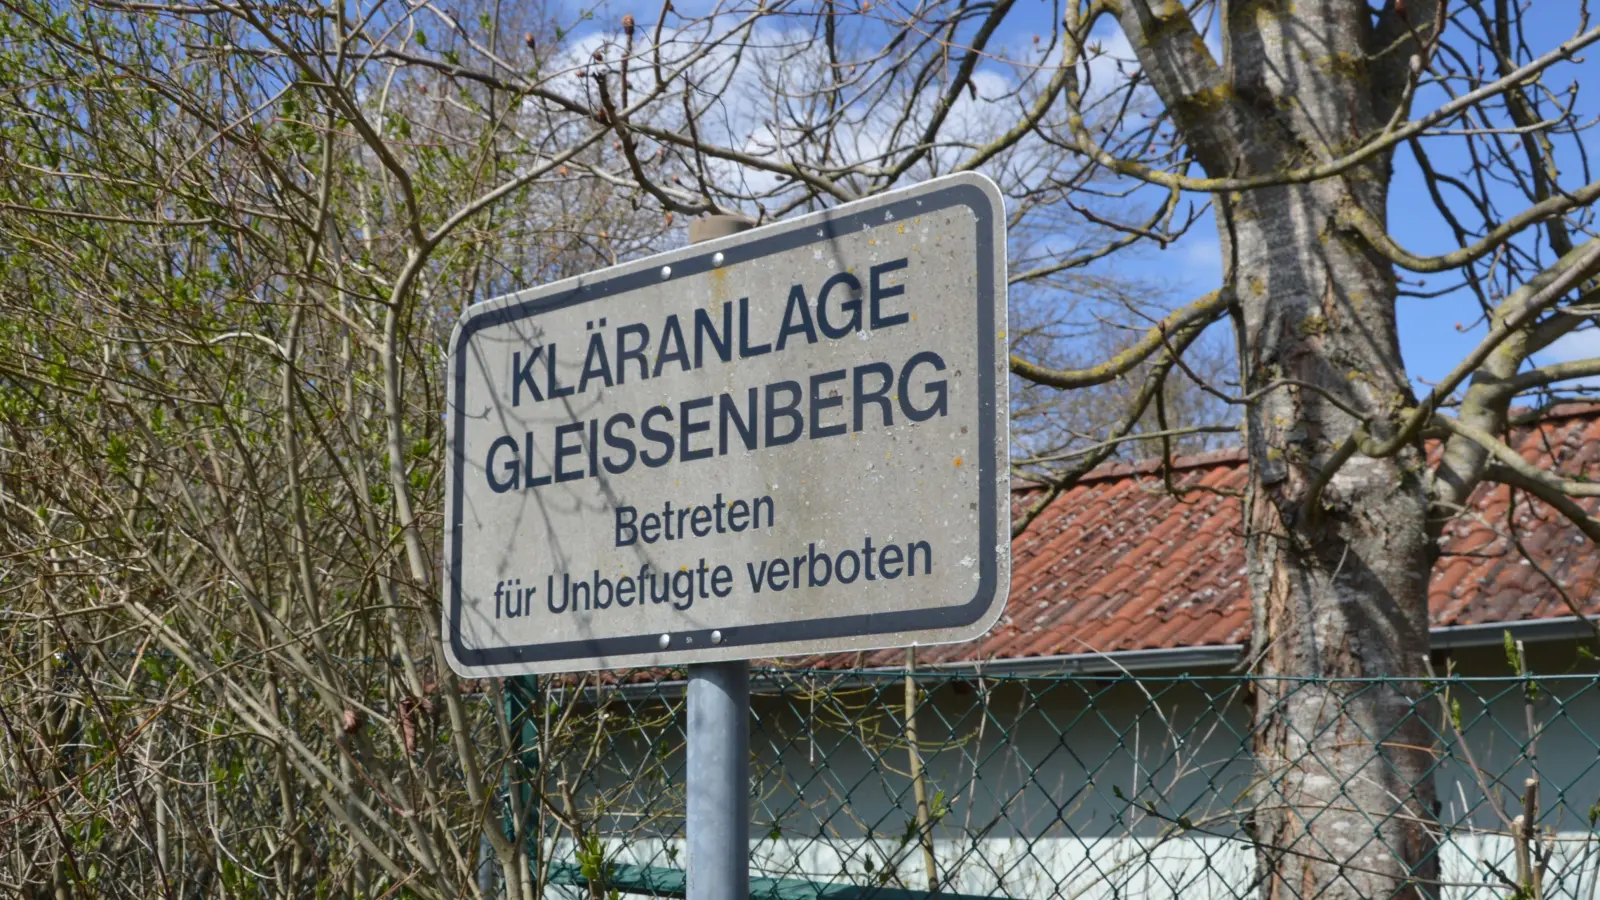 KLÄRANLAGE
GLEISSENBERG
Betreten
für Unbefugte verboten